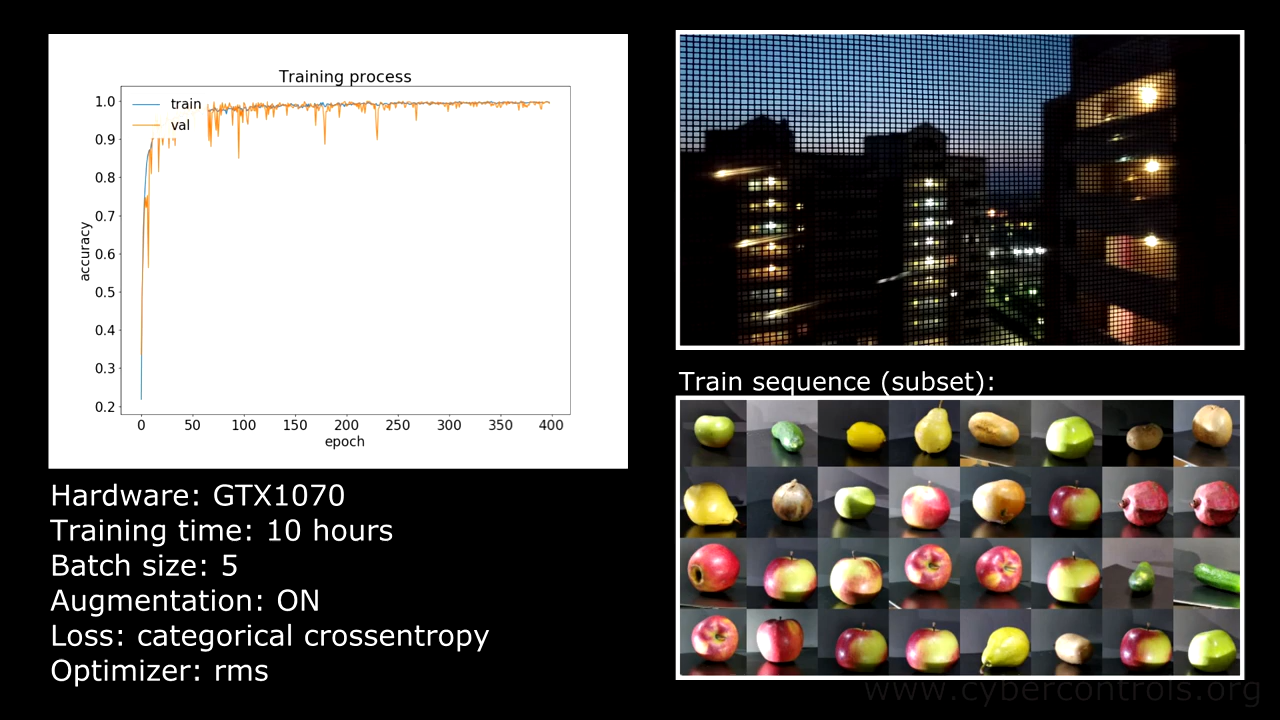 Training process
train
val
1.0
0.9
0.8
0.7
0.6
0.5
0.4
0.3
0.2
accuracy
0 50 100 150 200 250 300 350 400
epoch
Hardware: GTX1070
Training time: 10 hours
Batch size: 5
Augmentation: ON
Loss: categorical crossentropy
Optimizer: rms
Train sequence (subset):
www.cybercontrols.org